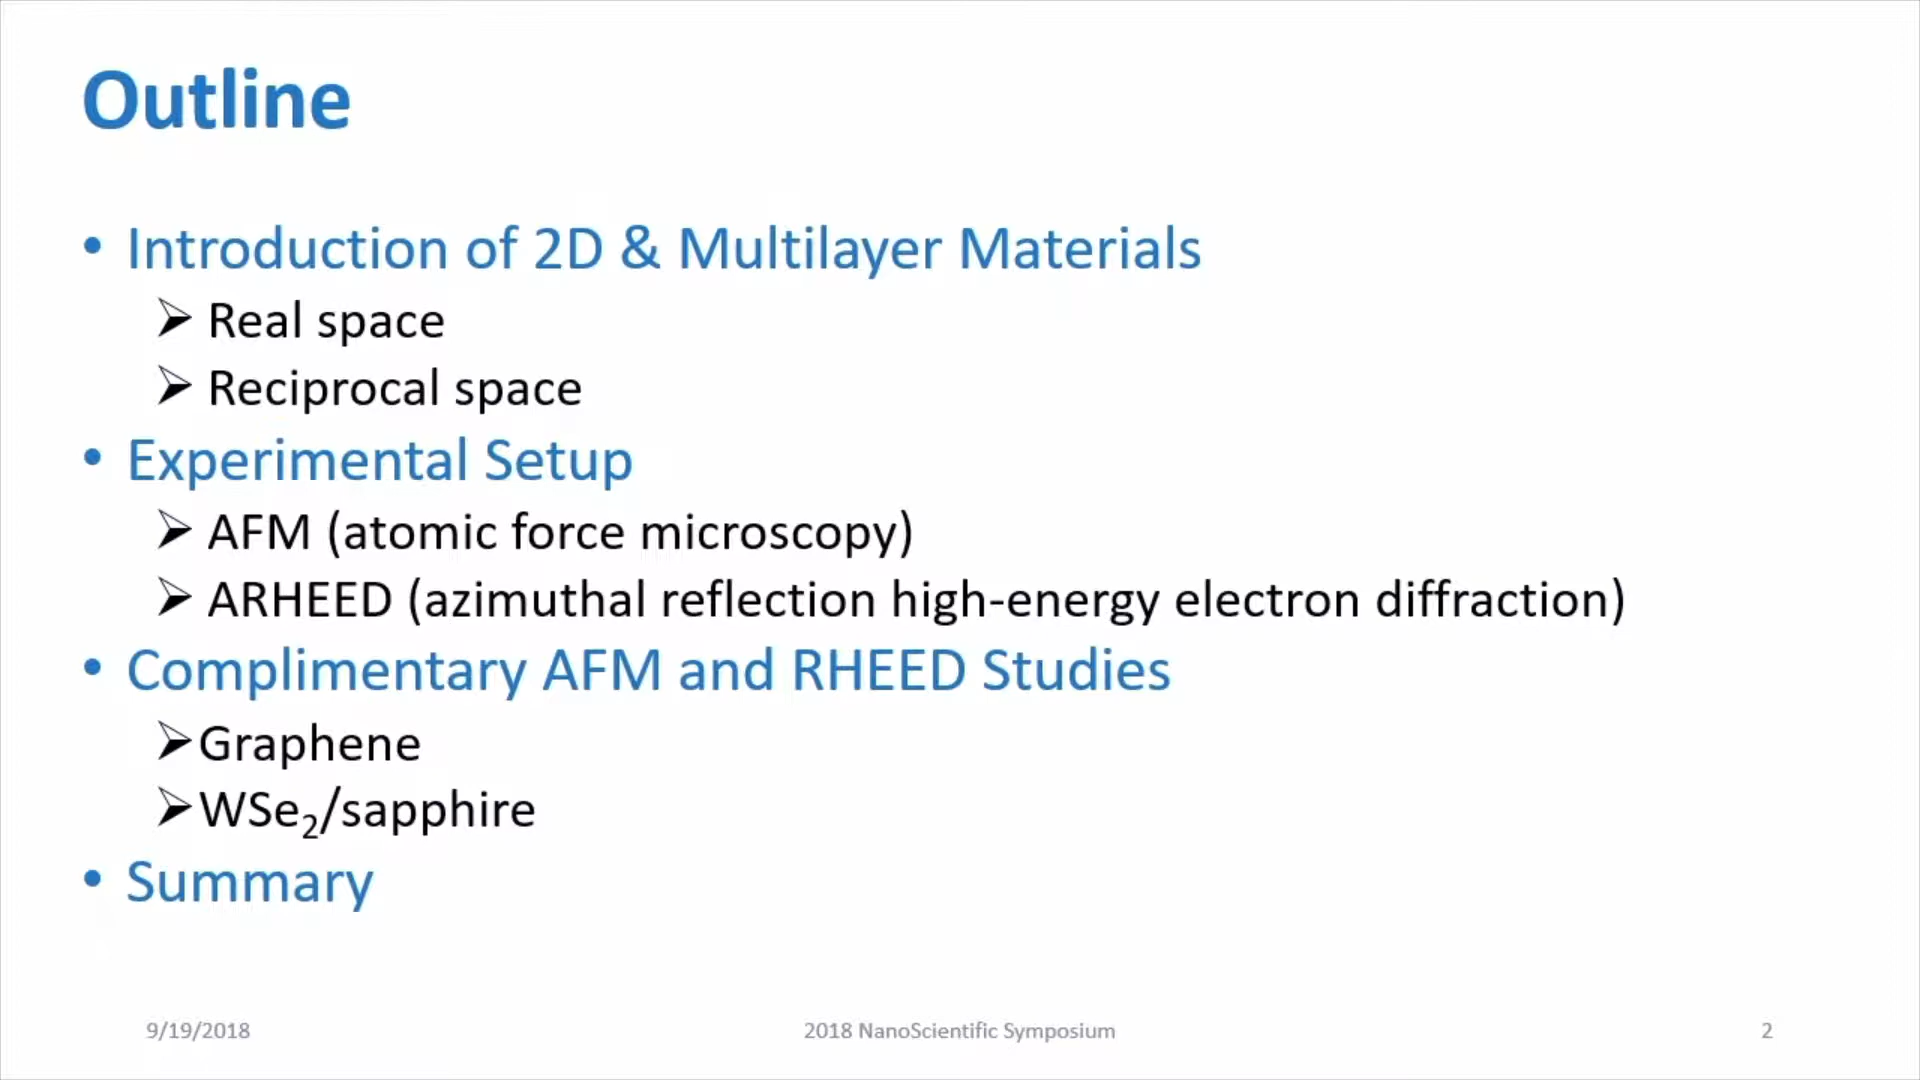 Outline
• Introduction of 2D & Multilayer Materials
➢ Real space
➢ Reciprocal space
• Experimental Setup
➢ AFM (atomic force microscopy)
➢ ARHEED (azimuthal reflection high-energy electron diffraction)
• Complimentary AFM and RHEED Studies
➢Graphene
➢WSe₂/sapphire
• Summary
9/19/2018
2018 NanoScientific Symposium
2